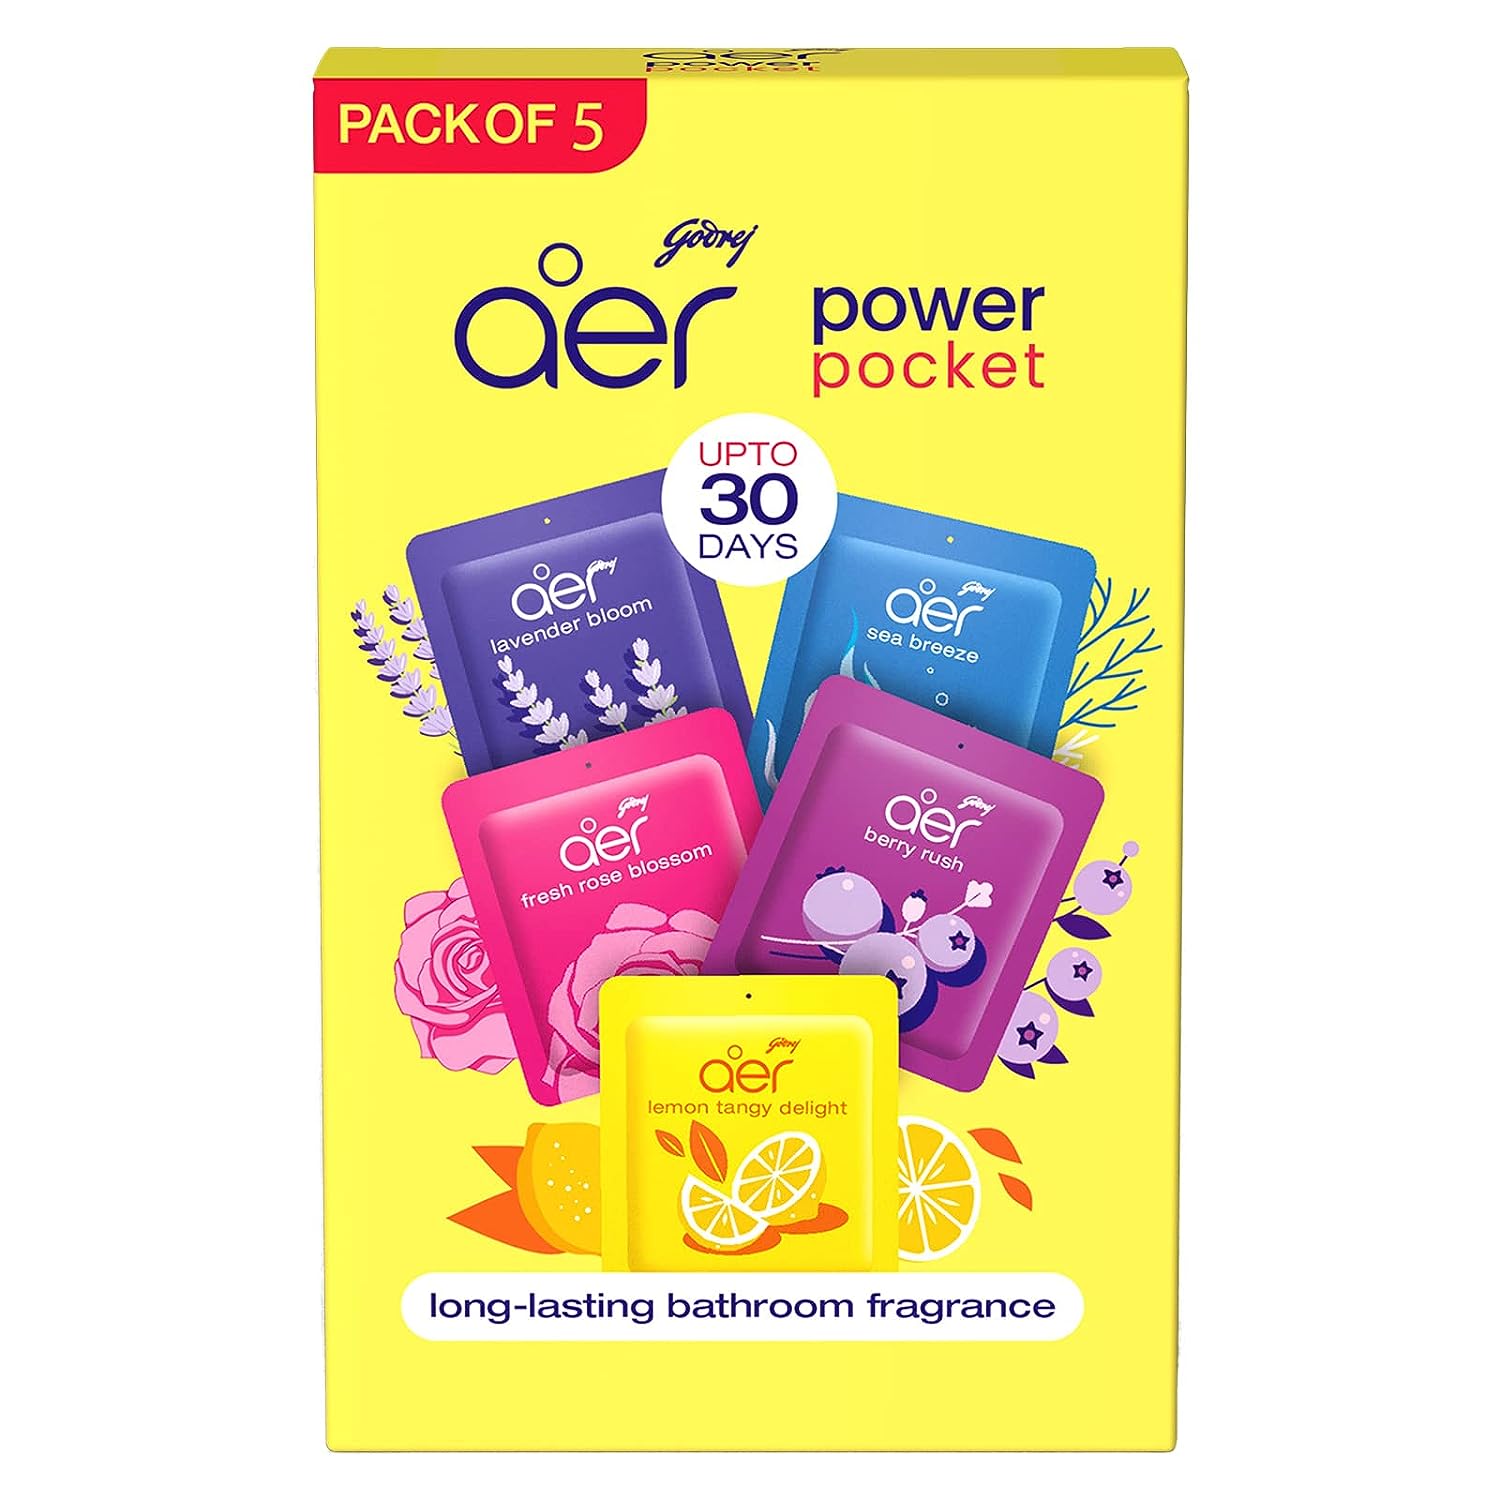 aer
power
pocket
PACK OF 5
Godrej
aer
power
pocket
UPTO
30
DAYS
Godrej
aer
lavender bloom
Godrej
aer
sea breeze
Godrej
aer
fresh rose blossom
Godrej
aer
berry rush
Godrej
aer
lemon tangy delight
long-lasting bathroom fragrance